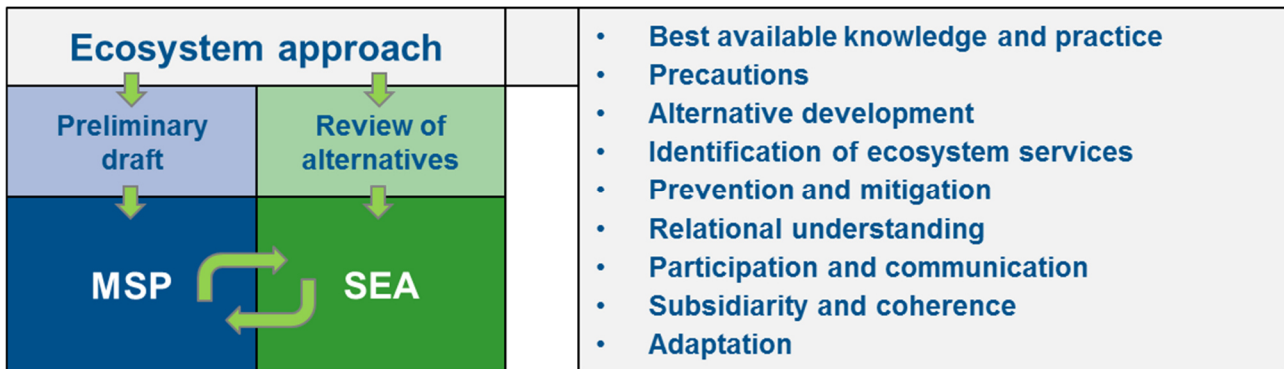 Ecosystem approach
Preliminary
draft
Review of
alternatives
MSP
SEA
• Best available knowledge and practice
• Precautions
• Alternative development
• Identification of ecosystem services
• Prevention and mitigation
• Relational understanding
• Participation and communication
• Subsidiarity and coherence
• Adaptation